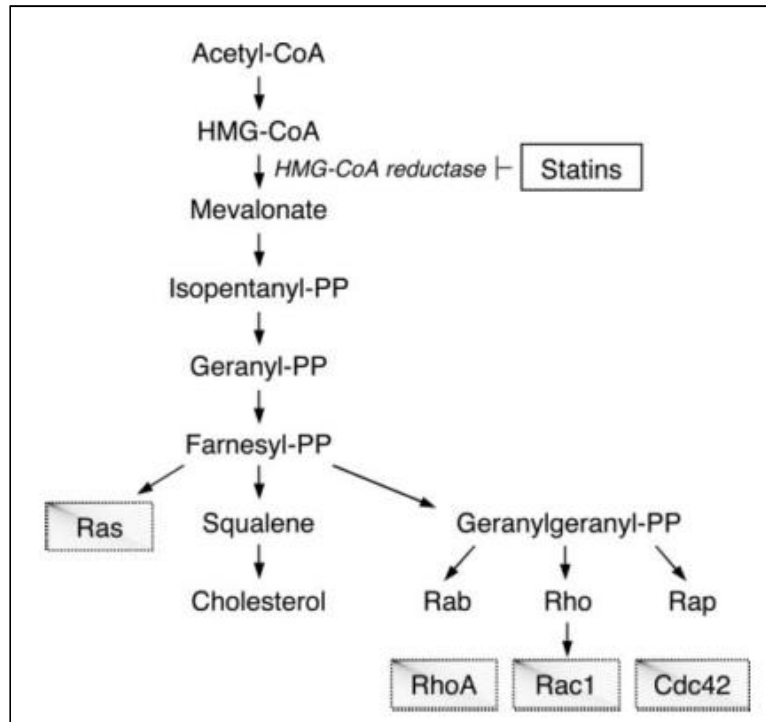 Acetyl-CoA
HMG-CoA
HMG-CoA reductase Statins
Mevalonate
Isopentanyl-PP
Geranyl-PP
Farnesyl-PP
Ras Squalene Geranylgeranyl-PP
Cholesterol Rab Rho Rap
RhoA Rac1 Cdc42